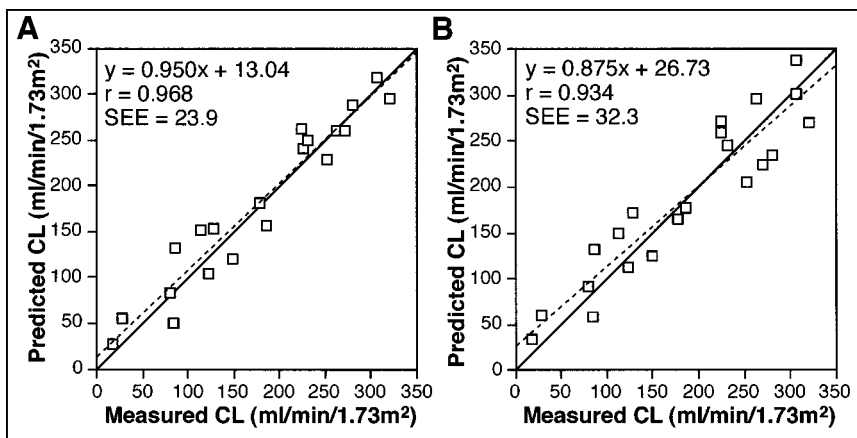 A
y = 0.950x + 13.04
r = 0.968
SEE = 23.9
Predicted CL (ml/min/1.73m²)
350
300
250
200
150
100
50
0
0 50 100 150 200 250 300 350
Measured CL (ml/min/1.73m²)
B
y = 0.875x + 26.73
r = 0.934
SEE = 32.3
Predicted CL (ml/min/1.73m²)
350
300
250
200
150
100
50
0
0 50 100 150 200 250 300 350
Measured CL (ml/min/1.73m²)